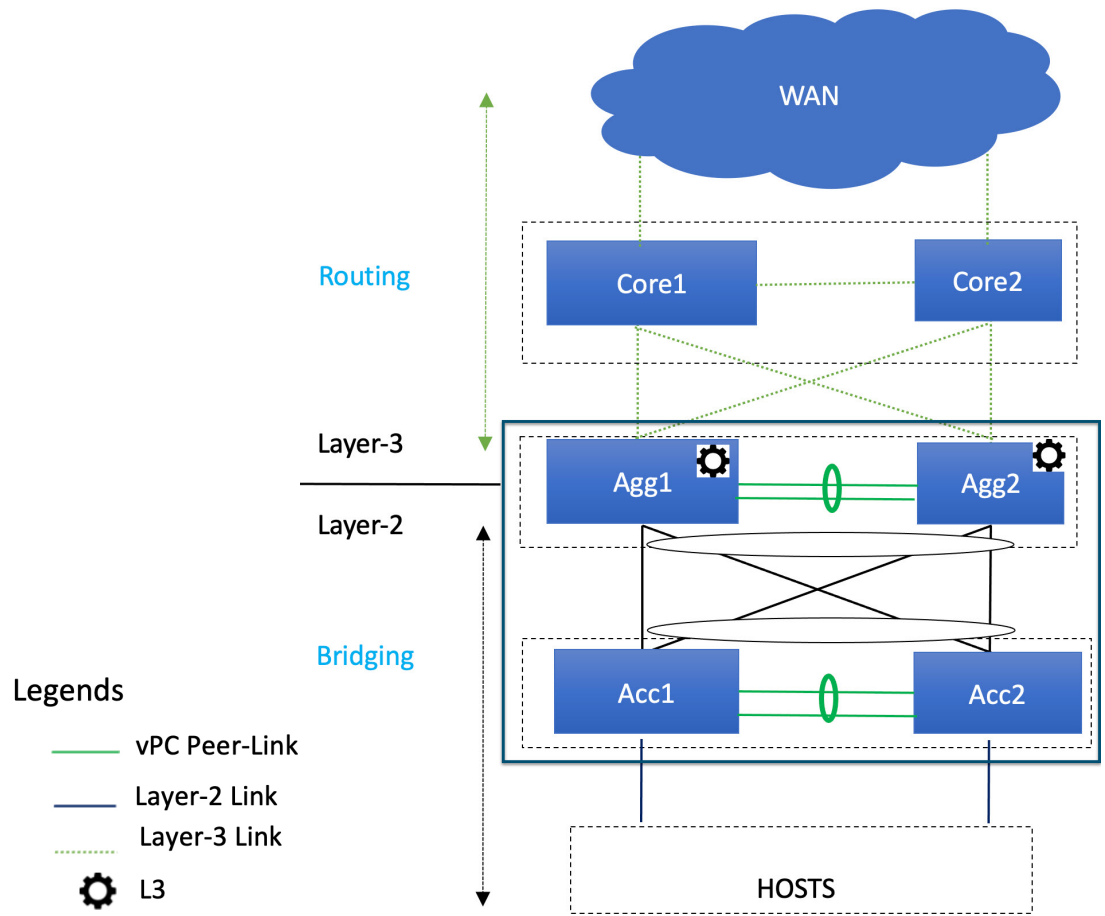 WAN
Routing
Core1
Core2
Layer-3
Agg1
Agg2
Layer-2
Bridging
Acc1
Acc2
Legends
vPC Peer-Link
Layer-2 Link
Layer-3 Link
L3
HOSTS